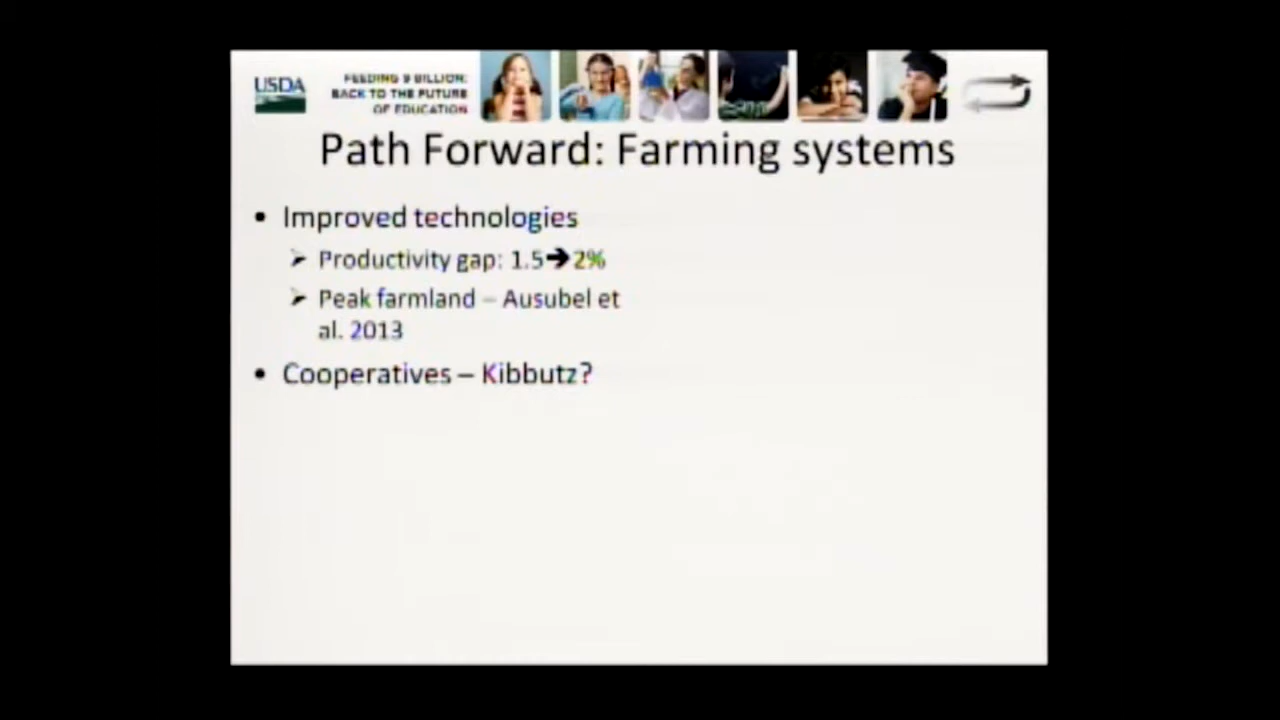 USDA
FEEDING 9 BILLION:
BACK TO THE FUTURE
OF EDUCATION
Path Forward: Farming systems
• Improved technologies
➢ Productivity gap: 1.5➔2%
➢ Peak farmland – Ausubel et
al. 2013
• Cooperatives – Kibbutz?